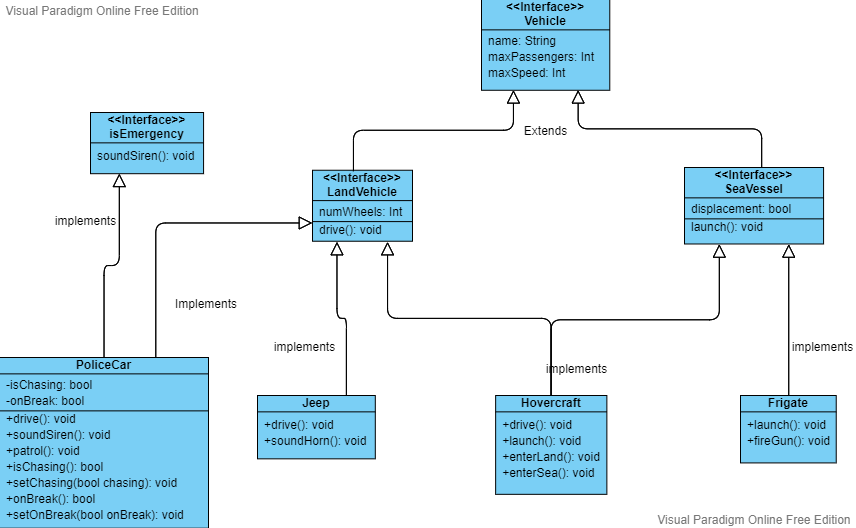 Visual Paradigm Online Free Edition
<<Interface>>
Vehicle
name: String
maxPassengers: Int
maxSpeed: Int
<<Interface>>
isEmergency
soundSiren(): void
Extends
<<Interface>>
LandVehicle
numWheels: Int
drive(): void
<<Interface>>
SeaVessel
displacement: bool
launch(): void
implements
Implements
implements
implements
implements
PoliceCar
-isChasing: bool
-onBreak: bool
+drive(): void
+soundSiren(): void
+patrol(): void
+isChasing(): bool
+setChasing(bool chasing): void
+onBreak(): bool
+setOnBreak(bool onBreak): void
Jeep
+drive(): void
+soundHorn(): void
Hovercraft
+drive(): void
+launch(): void
+enterLand(): void
+enterSea(): void
Frigate
+launch(): void
+fireGun(): void
Visual Paradigm Online Free Edition